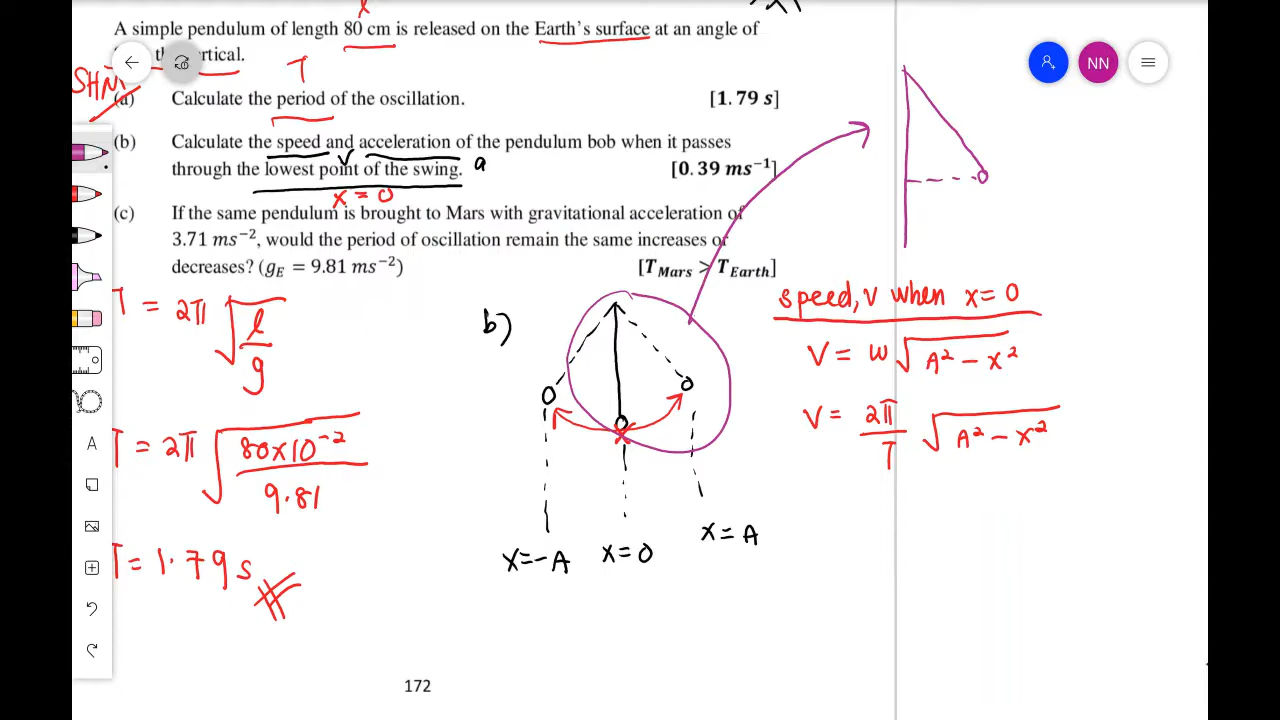 A simple pendulum of length 80 cm is released on the Earth's surface at an angle of
SHM
T
(a) Calculate the period of the oscillation. [1.79 s]
(b) Calculate the speed and acceleration of the pendulum bob when it passes
v
through the lowest point of the swing. a [0.39 ms⁻¹]
x = 0
(c) If the same pendulum is brought to Mars with gravitational acceleration of
3.71 ms⁻², would the period of oscillation remain the same increases or
decreases? (g_E = 9.81 ms⁻²) [T_Mars > T_Earth]
T = 2π √(l/g)
T = 2π √(80x10⁻²/9.81)
T = 1.79 s
b)
x=-A x=0 x=A
speed, v when x=0
V = ω √(A² - x²)
V = 2π/T √(A² - x²)
NN
A
172